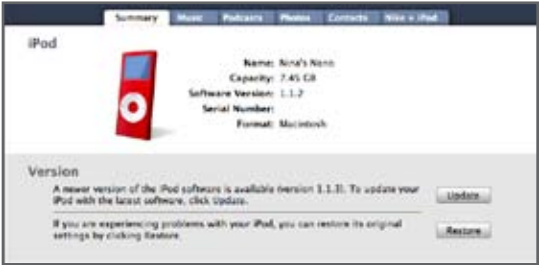 Summary Music Podcasts Photos Contacts Nike + iPod
iPod
Name: Nina's Nano
Capacity: 7.45 GB
Software Version: 1.1.2
Serial Number:
Format: Macintosh
Version
A newer version of the iPod software is available (version 1.1.3). To update your
iPod with the latest software, click Update.
Update
If you are experiencing problems with your iPod, you can restore its original
settings by clicking Restore.
Restore